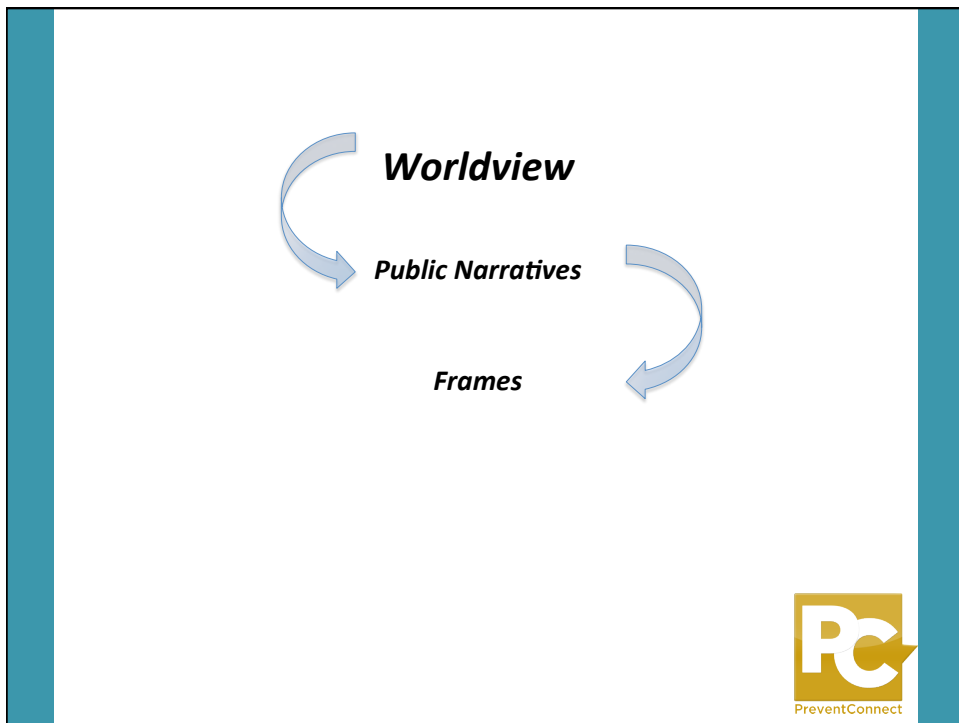 Worldview
Public Narratives
Frames
PC
PreventConnect